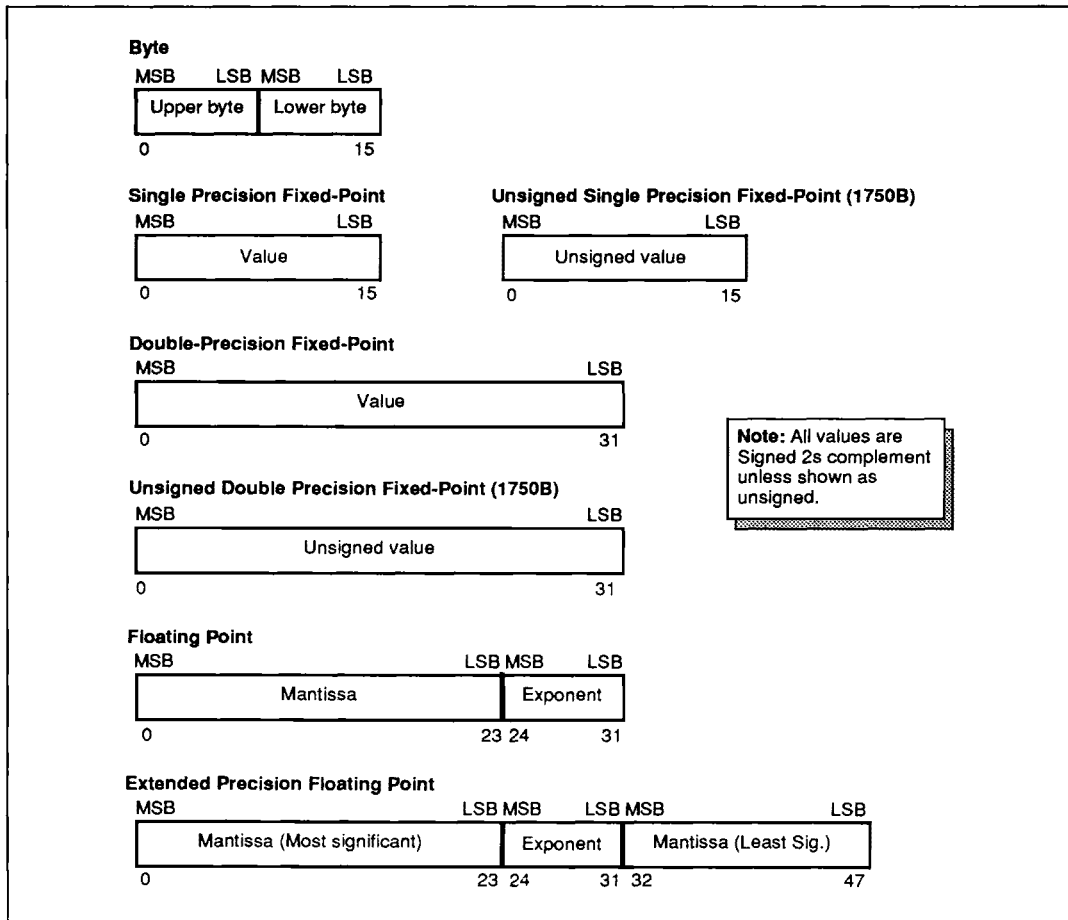 Byte
MSB LSB MSB LSB
Upper byte Lower byte
0 15
Single Precision Fixed-Point
MSB LSB
Value
0 15
Unsigned Single Precision Fixed-Point (1750B)
MSB LSB
Unsigned value
0 15
Double-Precision Fixed-Point
MSB LSB
Value
0 31
Note: All values are
Signed 2s complement
unless shown as
unsigned.
Unsigned Double Precision Fixed-Point (1750B)
MSB LSB
Unsigned value
0 31
Floating Point
MSB LSB MSB LSB
Mantissa Exponent
0 23 24 31
Extended Precision Floating Point
MSB LSB MSB LSB MSB LSB
Mantissa (Most significant) Exponent Mantissa (Least Sig.)
0 23 24 31 32 47